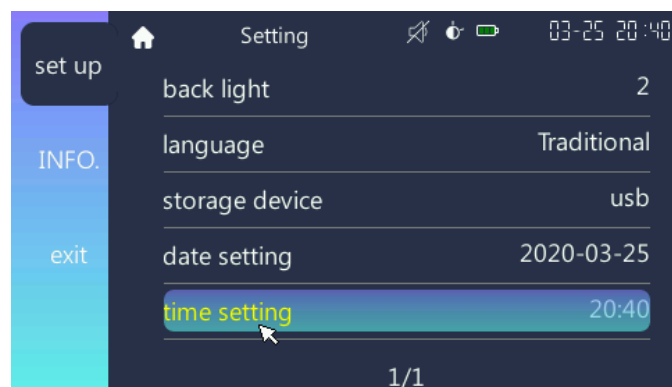 set up
INFO.
exit
Setting 03-25 20:40
back light 2
language Traditional
storage device usb
date setting 2020-03-25
time setting 20:40
1/1